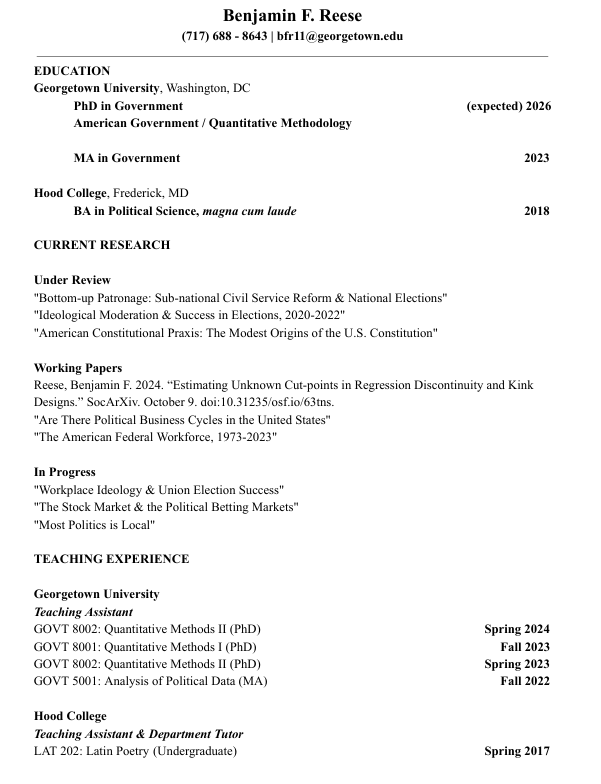 Benjamin F. Reese
(717) 688 - 8643 | bfr11@georgetown.edu
EDUCATION
Georgetown University, Washington, DC
PhD in Government (expected) 2026
American Government / Quantitative Methodology
MA in Government 2023
Hood College, Frederick, MD
BA in Political Science, magna cum laude 2018
CURRENT RESEARCH
Under Review
"Bottom-up Patronage: Sub-national Civil Service Reform & National Elections"
"Ideological Moderation & Success in Elections, 2020-2022"
"American Constitutional Praxis: The Modest Origins of the U.S. Constitution"
Working Papers
Reese, Benjamin F. 2024. “Estimating Unknown Cut-points in Regression Discontinuity and Kink
Designs.” SocArXiv. October 9. doi:10.31235/osf.io/63tns.
"Are There Political Business Cycles in the United States"
"The American Federal Workforce, 1973-2023"
In Progress
"Workplace Ideology & Union Election Success"
"The Stock Market & the Political Betting Markets"
"Most Politics is Local"
TEACHING EXPERIENCE
Georgetown University
Teaching Assistant
GOVT 8002: Quantitative Methods II (PhD) Spring 2024
GOVT 8001: Quantitative Methods I (PhD) Fall 2023
GOVT 8002: Quantitative Methods II (PhD) Spring 2023
GOVT 5001: Analysis of Political Data (MA) Fall 2022
Hood College
Teaching Assistant & Department Tutor
LAT 202: Latin Poetry (Undergraduate) Spring 2017